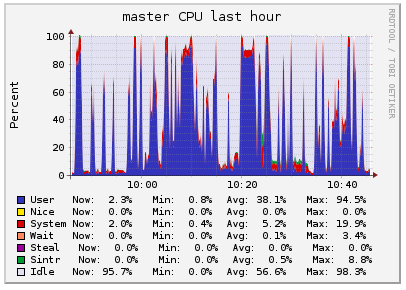 master CPU last hour
RRDTOOL / TOBI OETIKER
Percent
100
80
60
40
20
0
10:00 10:20 10:40
User Now: 2.3% Min: 0.8% Avg: 38.1% Max: 94.5%
Nice Now: 0.0% Min: 0.0% Avg: 0.0% Max: 0.0%
System Now: 2.0% Min: 0.4% Avg: 5.2% Max: 19.9%
Wait Now: 0.0% Min: 0.0% Avg: 0.1% Max: 3.4%
Steal Now: 0.0% Min: 0.0% Avg: 0.0% Max: 0.0%
Sintr Now: 0.0% Min: 0.0% Avg: 0.5% Max: 8.8%
Idle Now: 95.7% Min: 0.0% Avg: 56.6% Max: 98.3%